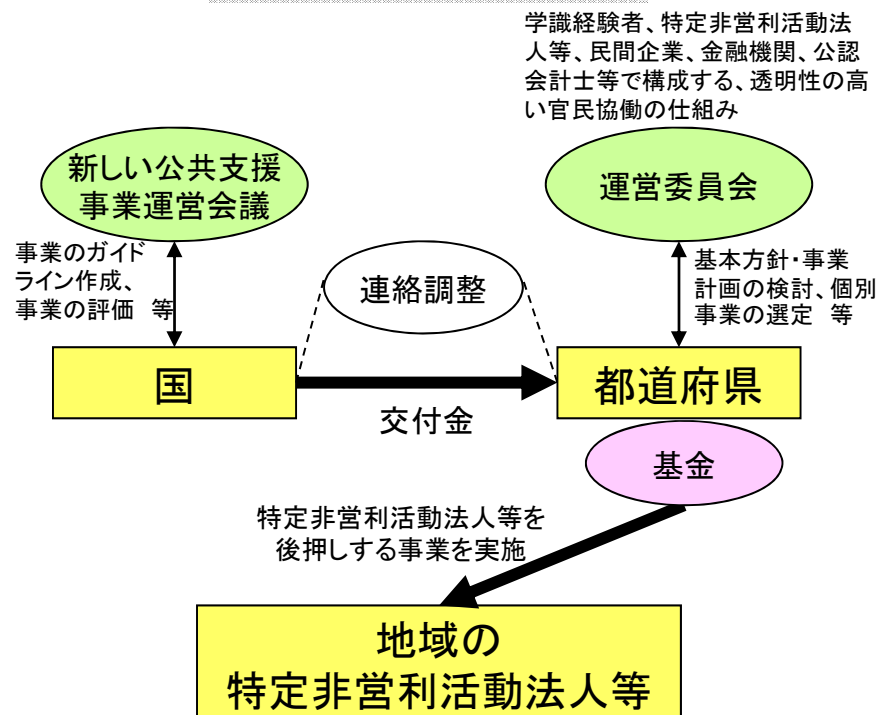 学識経験者、特定非営利活動法
人等、民間企業、金融機関、公認
会計士等で構成する、透明性の高
い官民協働の仕組み
新しい公共支援
事業運営会議
運営委員会
事業のガイド
ライン作成、
事業の評価　等
連絡調整
基本方針・事業
計画の検討、個別
事業の選定　等
国
都道府県
交付金
基金
特定非営利活動法人等を
後押しする事業を実施
地域の
特定非営利活動法人等